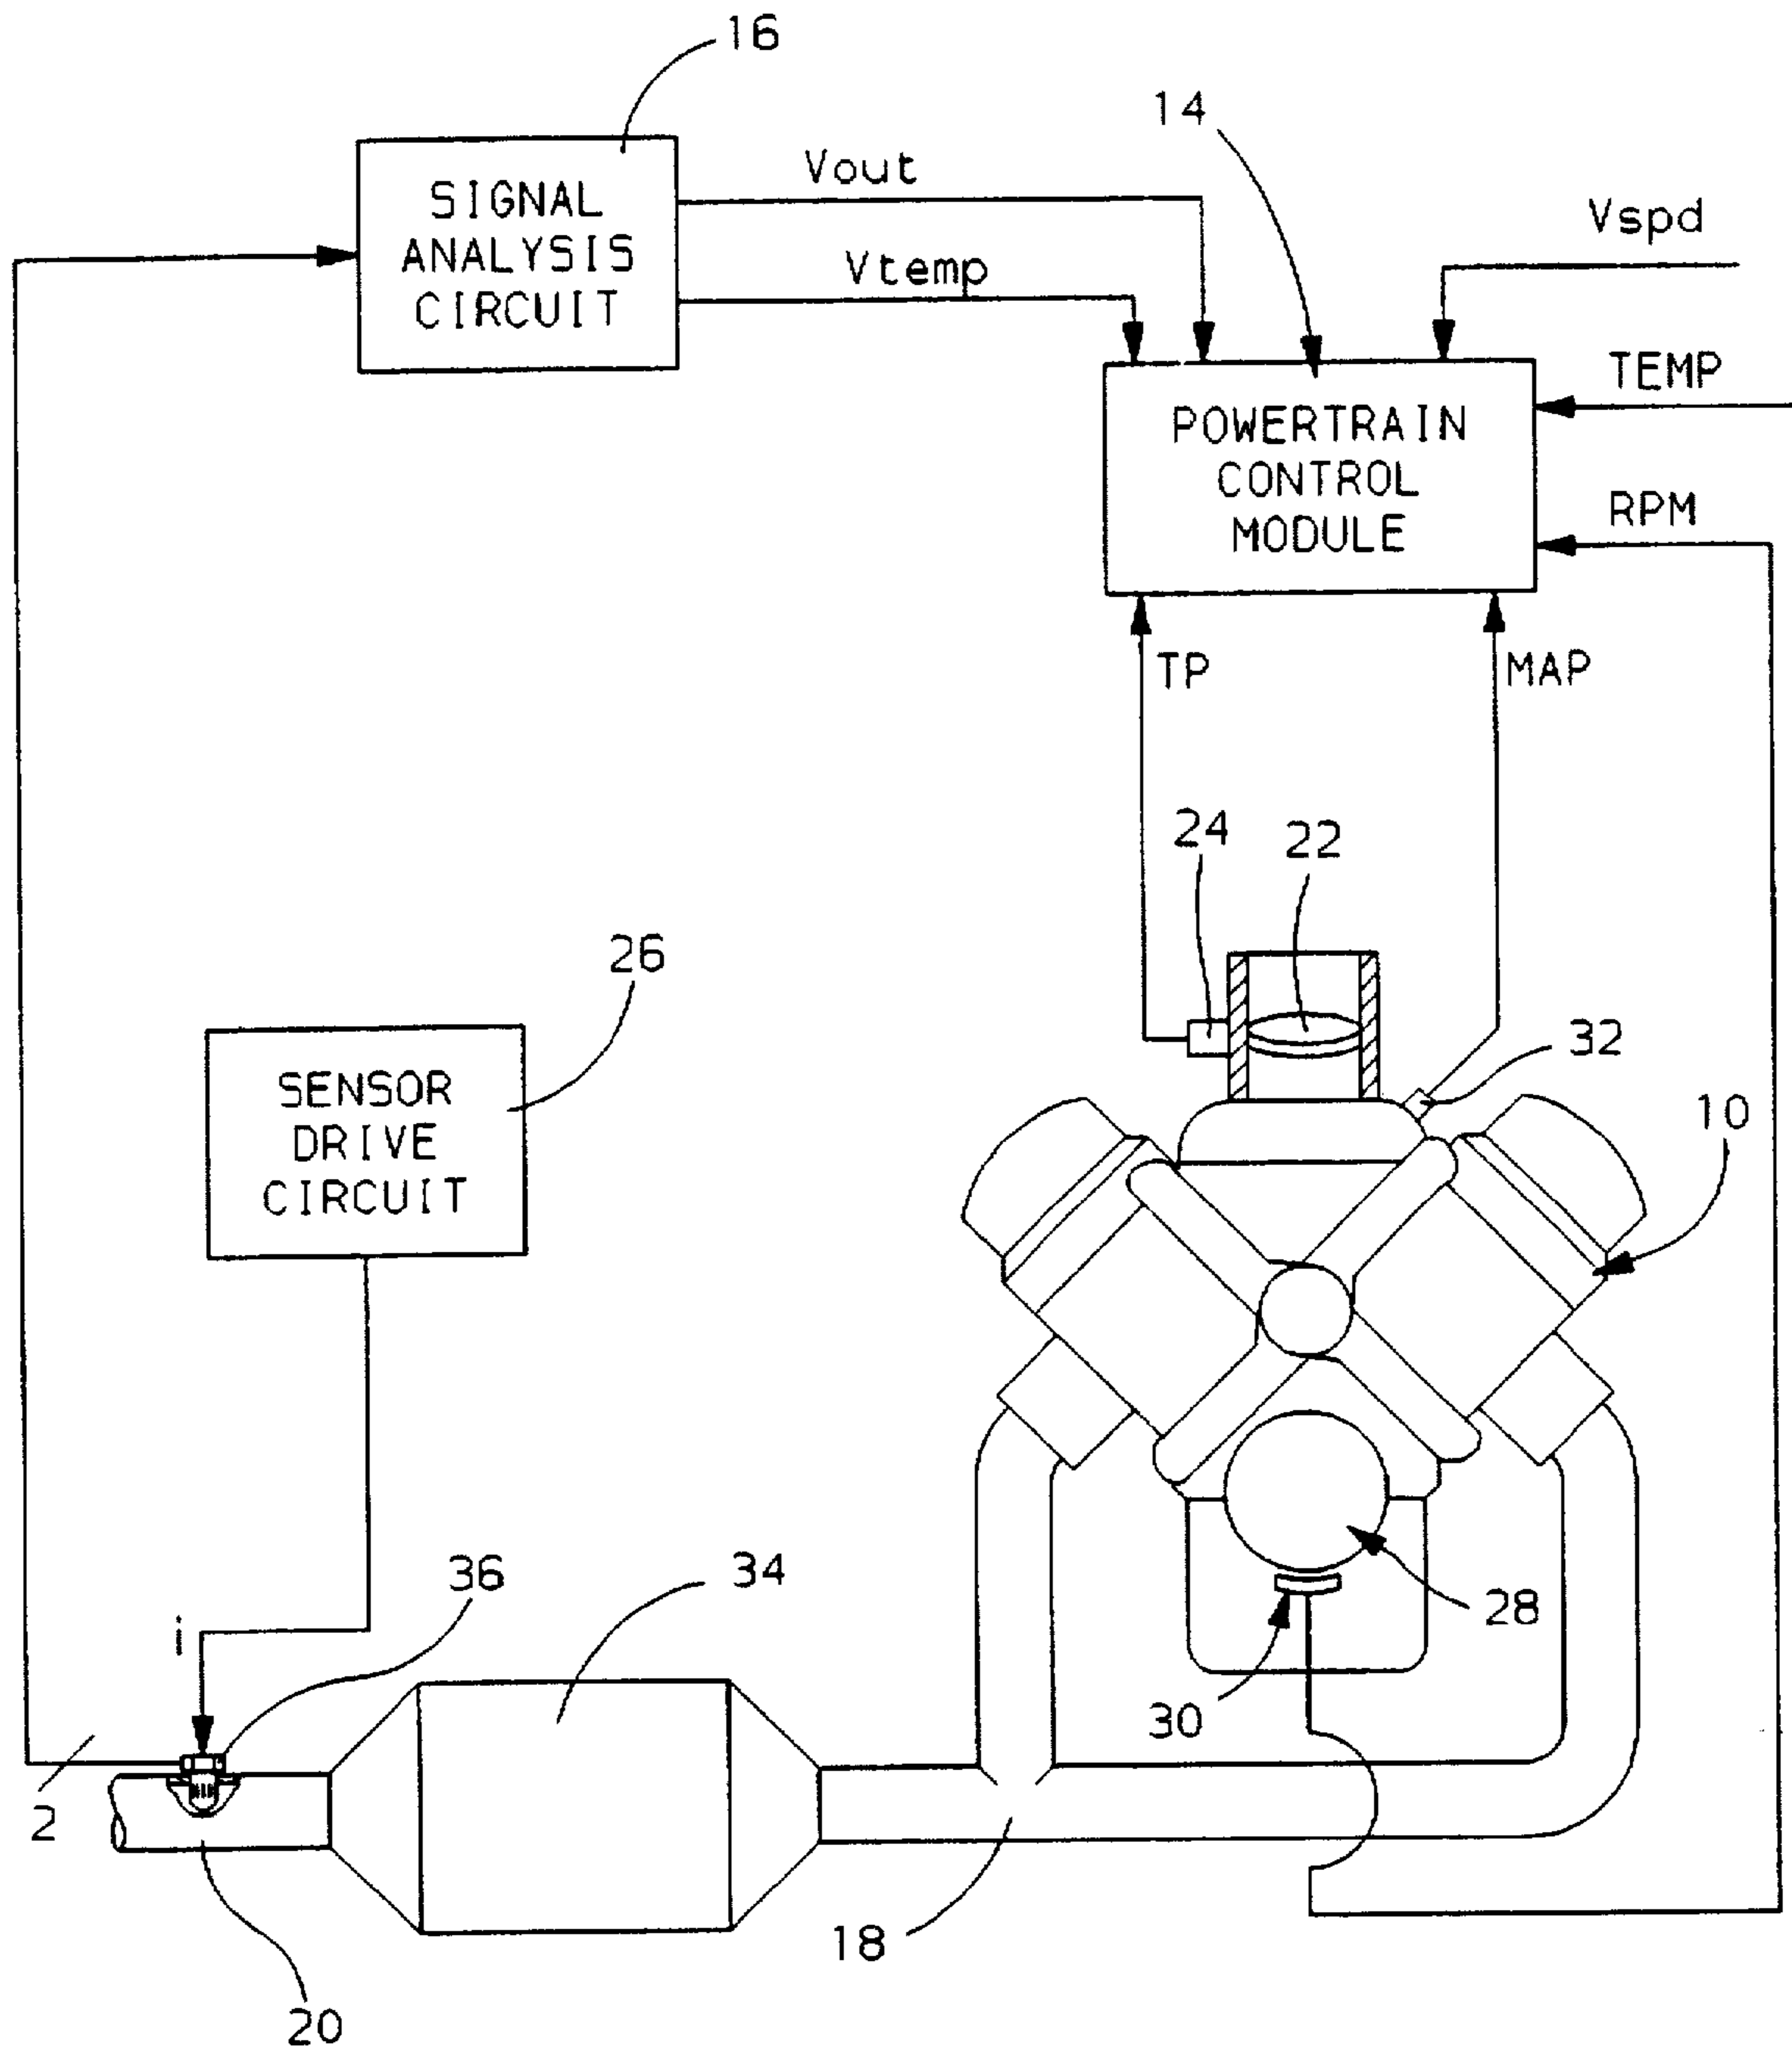 16
14
Vout
Vspd
SIGNAL
ANALYSIS
CIRCUIT
Vtemp
TEMP
POWERTRAIN
CONTROL
MODULE
RPM
TP
MAP
24
22
26
32
SENSOR
DRIVE
CIRCUIT
10
36
34
28
i
30
2
18
20